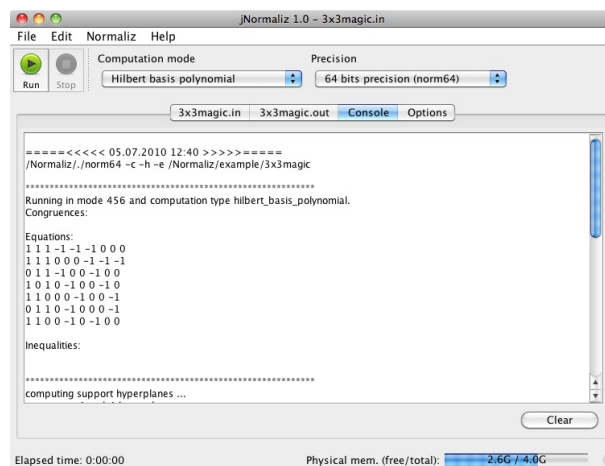 jNormaliz 1.0 – 3x3magic.in
File Edit Normaliz Help
Computation mode Precision
Run Stop Hilbert basis polynomial 64 bits precision (norm64)
3x3magic.in 3x3magic.out Console Options
=====<<<<< 05.07.2010 12:40 >>>>>=====
/Normaliz/./norm64 -c -h -e /Normaliz/example/3x3magic
************************************************************
Running in mode 456 and computation type hilbert_basis_polynomial.
Congruences:
Equations:
1 1 1 -1 -1 -1 0 0 0
1 1 1 0 0 0 -1 -1 -1
0 1 1 -1 0 0 -1 0 0
1 0 1 0 -1 0 0 -1 0
1 1 0 0 0 -1 0 0 -1
0 1 1 0 -1 0 0 0 -1
1 1 0 0 -1 0 -1 0 0
Inequalities:
************************************************************
computing support hyperplanes ...
Clear
Elapsed time: 0:00:00 Physical mem. (free/total): 2.6G / 4.0G